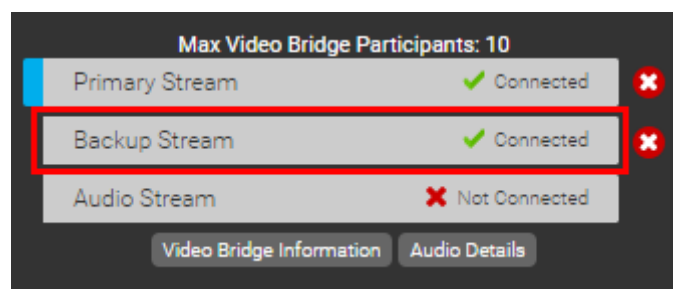 Max Video Bridge Participants: 10
Primary Stream Connected
Backup Stream Connected
Audio Stream Not Connected
Video Bridge Information Audio Details